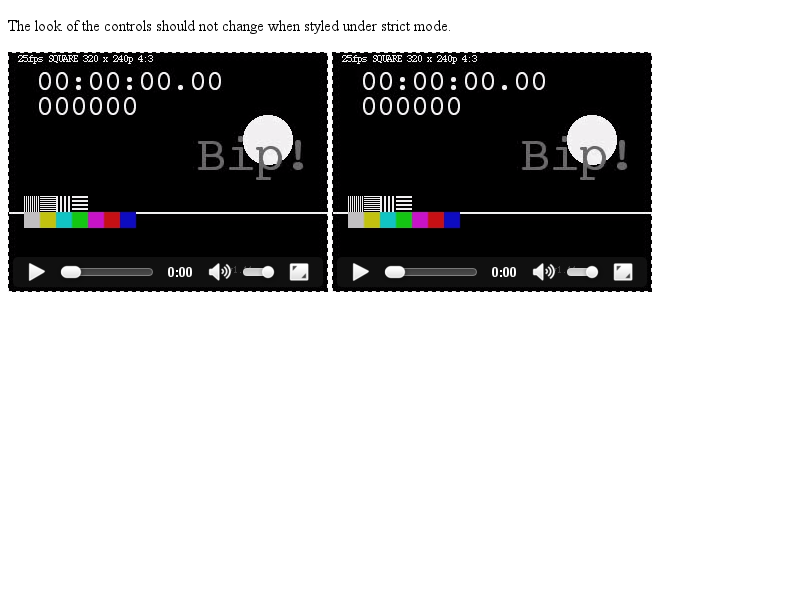 The look of the controls should not change when styled under strict mode.
25fps SQUARE 320 x 240p 4:3
00:00:00.00
000000
Bip!
0:00
25fps SQUARE 320 x 240p 4:3
00:00:00.00
000000
Bip!
0:00